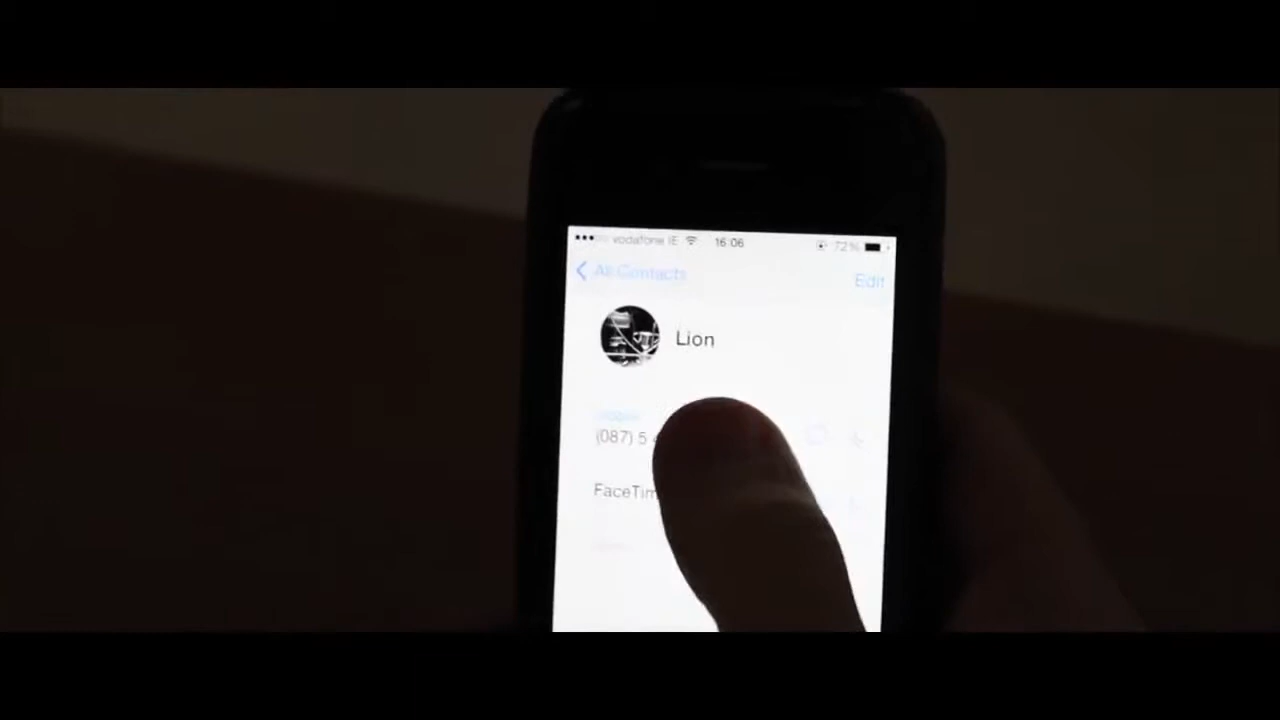 vodafone IE 16:06 72%
All Contacts Edit
Lion
(087) 5
FaceTim